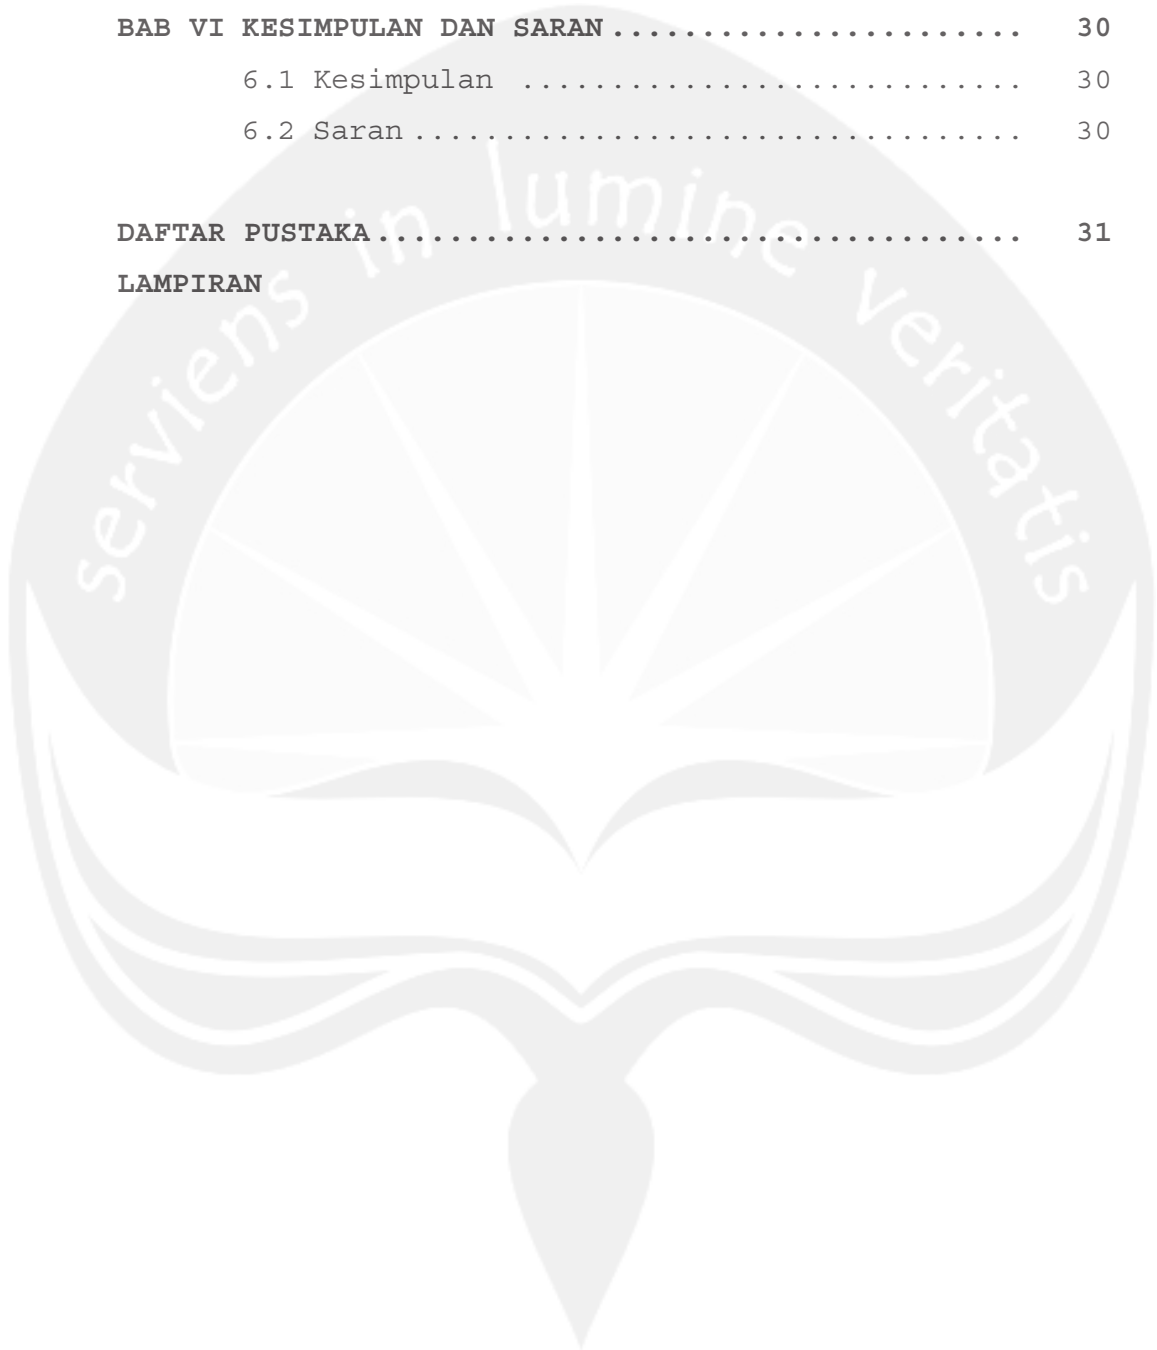 BAB VI KESIMPULAN DAN SARAN ....................... 30
6.1 Kesimpulan ............................ 30
6.2 Saran .................................. 30
DAFTAR PUSTAKA .................................... 31
LAMPIRAN
serviens in lumine veritatis